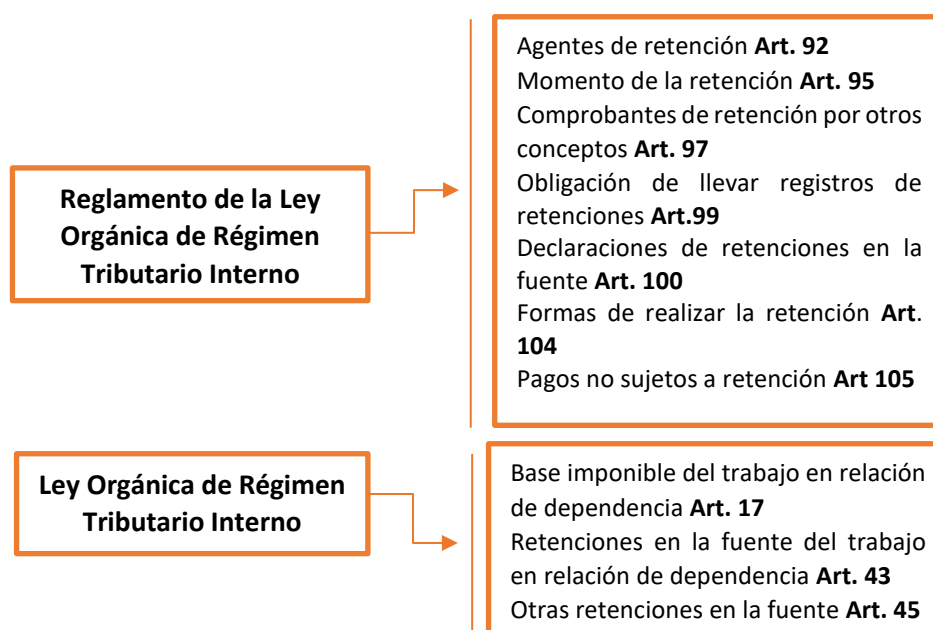 Reglamento de la Ley
Orgánica de Régimen
Tributario Interno
Agentes de retención Art. 92
Momento de la retención Art. 95
Comprobantes de retención por otros
conceptos Art. 97
Obligación de llevar registros de
retenciones Art.99
Declaraciones de retenciones en la
fuente Art. 100
Formas de realizar la retención Art.
104
Pagos no sujetos a retención Art 105
Ley Orgánica de Régimen
Tributario Interno
Base imponible del trabajo en relación
de dependencia Art. 17
Retenciones en la fuente del trabajo
en relación de dependencia Art. 43
Otras retenciones en la fuente Art. 45